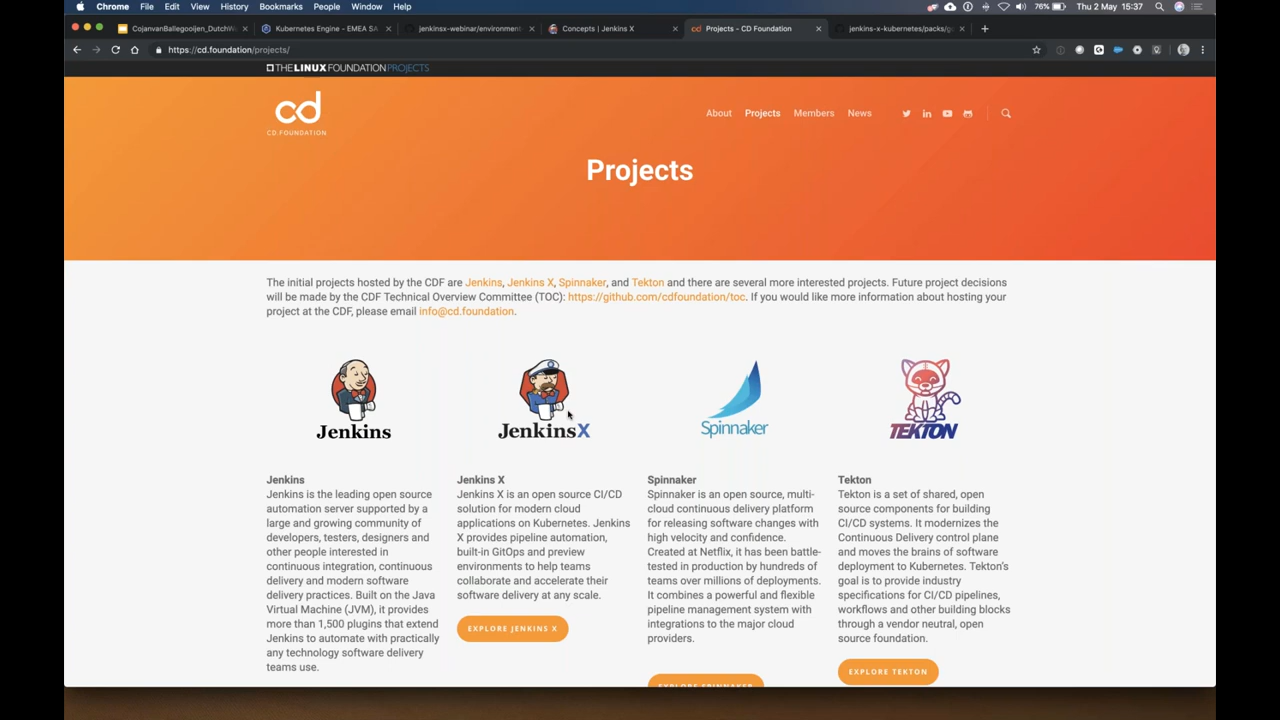 Chrome File Edit View History Bookmarks People Window Help 76% Thu 2 May 15:37
CojanvanBallegooijen_DutchW Kubernetes Engine - EMEA SA jenkinsx-webinar/environment Concepts | Jenkins X Projects - CD Foundation jenkins-x-kubernetes/packs/g
https://cd.foundation/projects/
THE LINUX FOUNDATION PROJECTS
cd
CD.FOUNDATION
About Projects Members News
Projects
The initial projects hosted by the CDF are Jenkins, Jenkins X, Spinnaker, and Tekton and there are several more interested projects. Future project decisions
will be made by the CDF Technical Overview Committee (TOC): https://github.com/cdfoundation/toc. If you would like more information about hosting your
project at the CDF, please email info@cd.foundation.
Jenkins
JenkinsX
Spinnaker
TEKTON
Jenkins
Jenkins is the leading open source
automation server supported by a
large and growing community of
developers, testers, designers and
other people interested in
continuous integration, continuous
delivery and modern software
delivery practices. Built on the Java
Virtual Machine (JVM), it provides
more than 1,500 plugins that extend
Jenkins to automate with practically
any technology software delivery
teams use.
Jenkins X
Jenkins X is an open source CI/CD
solution for modern cloud
applications on Kubernetes. Jenkins
X provides pipeline automation,
built-in GitOps and preview
environments to help teams
collaborate and accelerate their
software delivery at any scale.
EXPLORE JENKINS X
Spinnaker
Spinnaker is an open source, multi-
cloud continuous delivery platform
for releasing software changes with
high velocity and confidence.
Created at Netflix, it has been battle-
tested in production by hundreds of
teams over millions of deployments.
It combines a powerful and flexible
pipeline management system with
integrations to the major cloud
providers.
EXPLORE SPINNAKER
Tekton
Tekton is a set of shared, open
source components for building
CI/CD systems. It modernizes the
Continuous Delivery control plane
and moves the brains of software
deployment to Kubernetes. Tekton's
goal is to provide industry
specifications for CI/CD pipelines,
workflows and other building blocks
through a vendor neutral, open
source foundation.
EXPLORE TEKTON